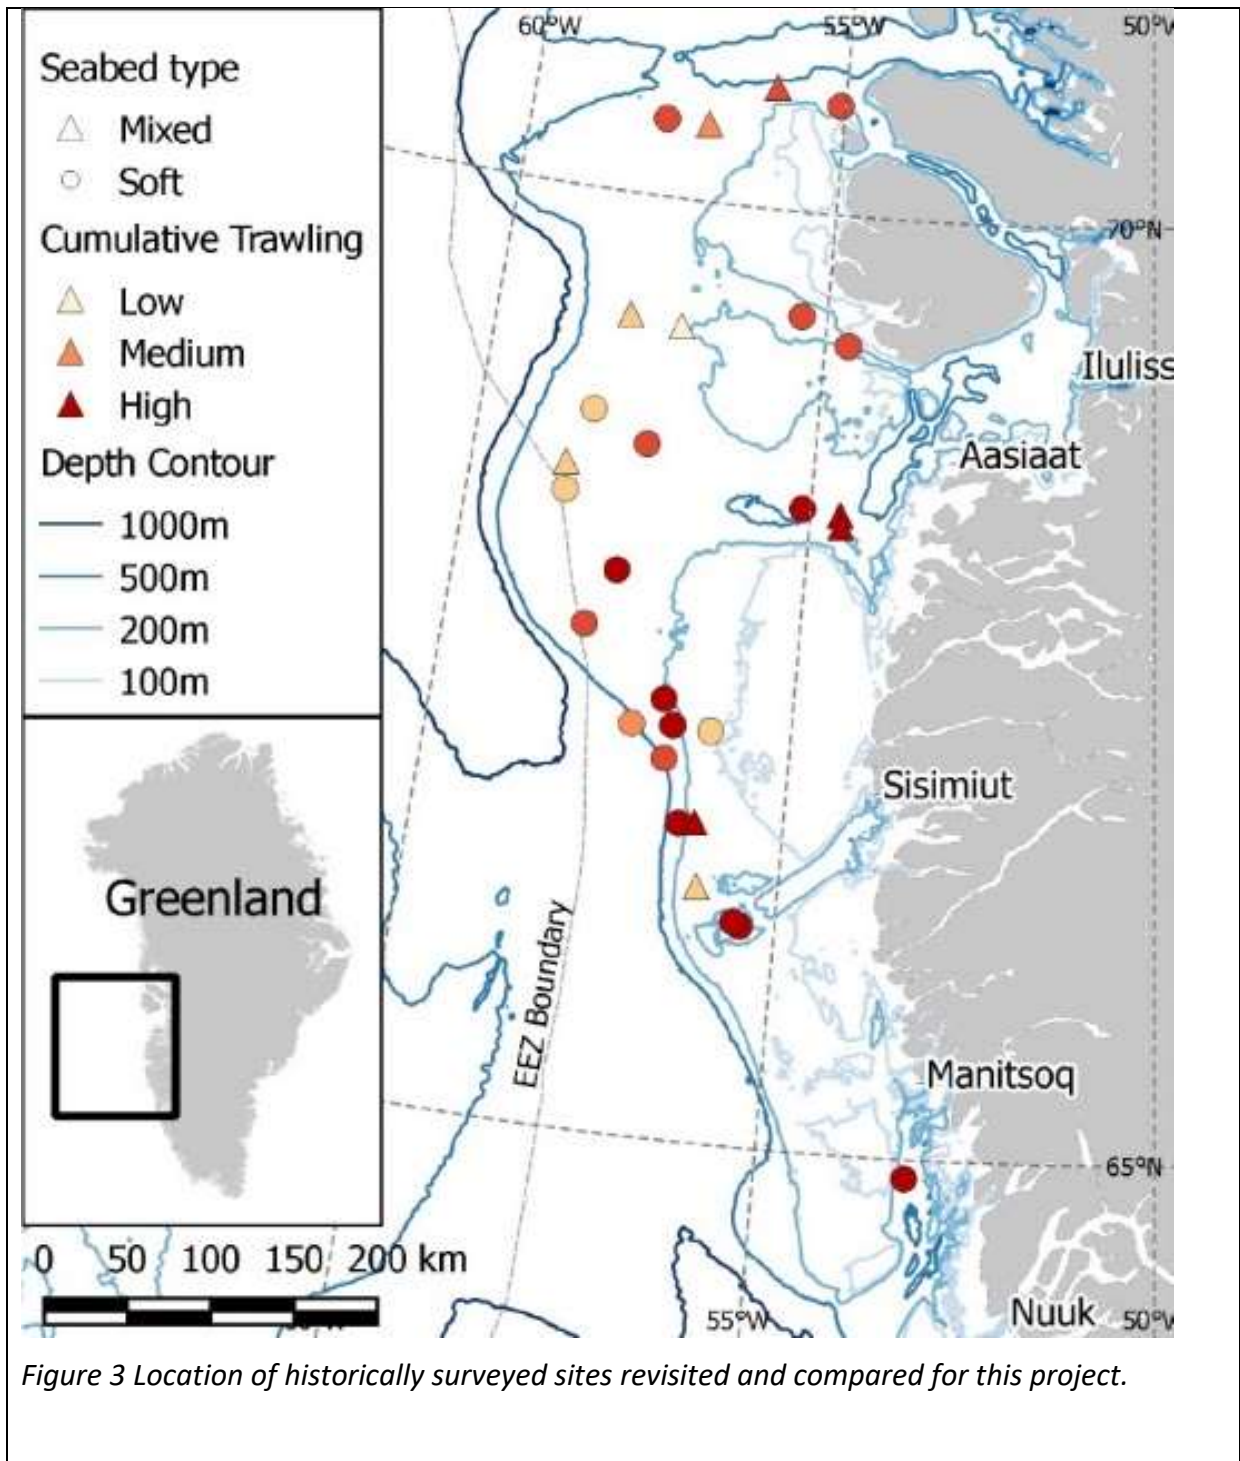 Seabed type
Mixed
Soft
Cumulative Trawling
Low
Medium
High
Depth Contour
1000m
500m
200m
100m
Greenland
0 50 100 150 200 km
60°W
55°W
50°W
70°N
Iluliss
Aasiaat
Sisimiut
EEZ Boundary
Manitsoq
65°N
Nuuk
55°W
50°W
Figure 3 Location of historically surveyed sites revisited and compared for this project.